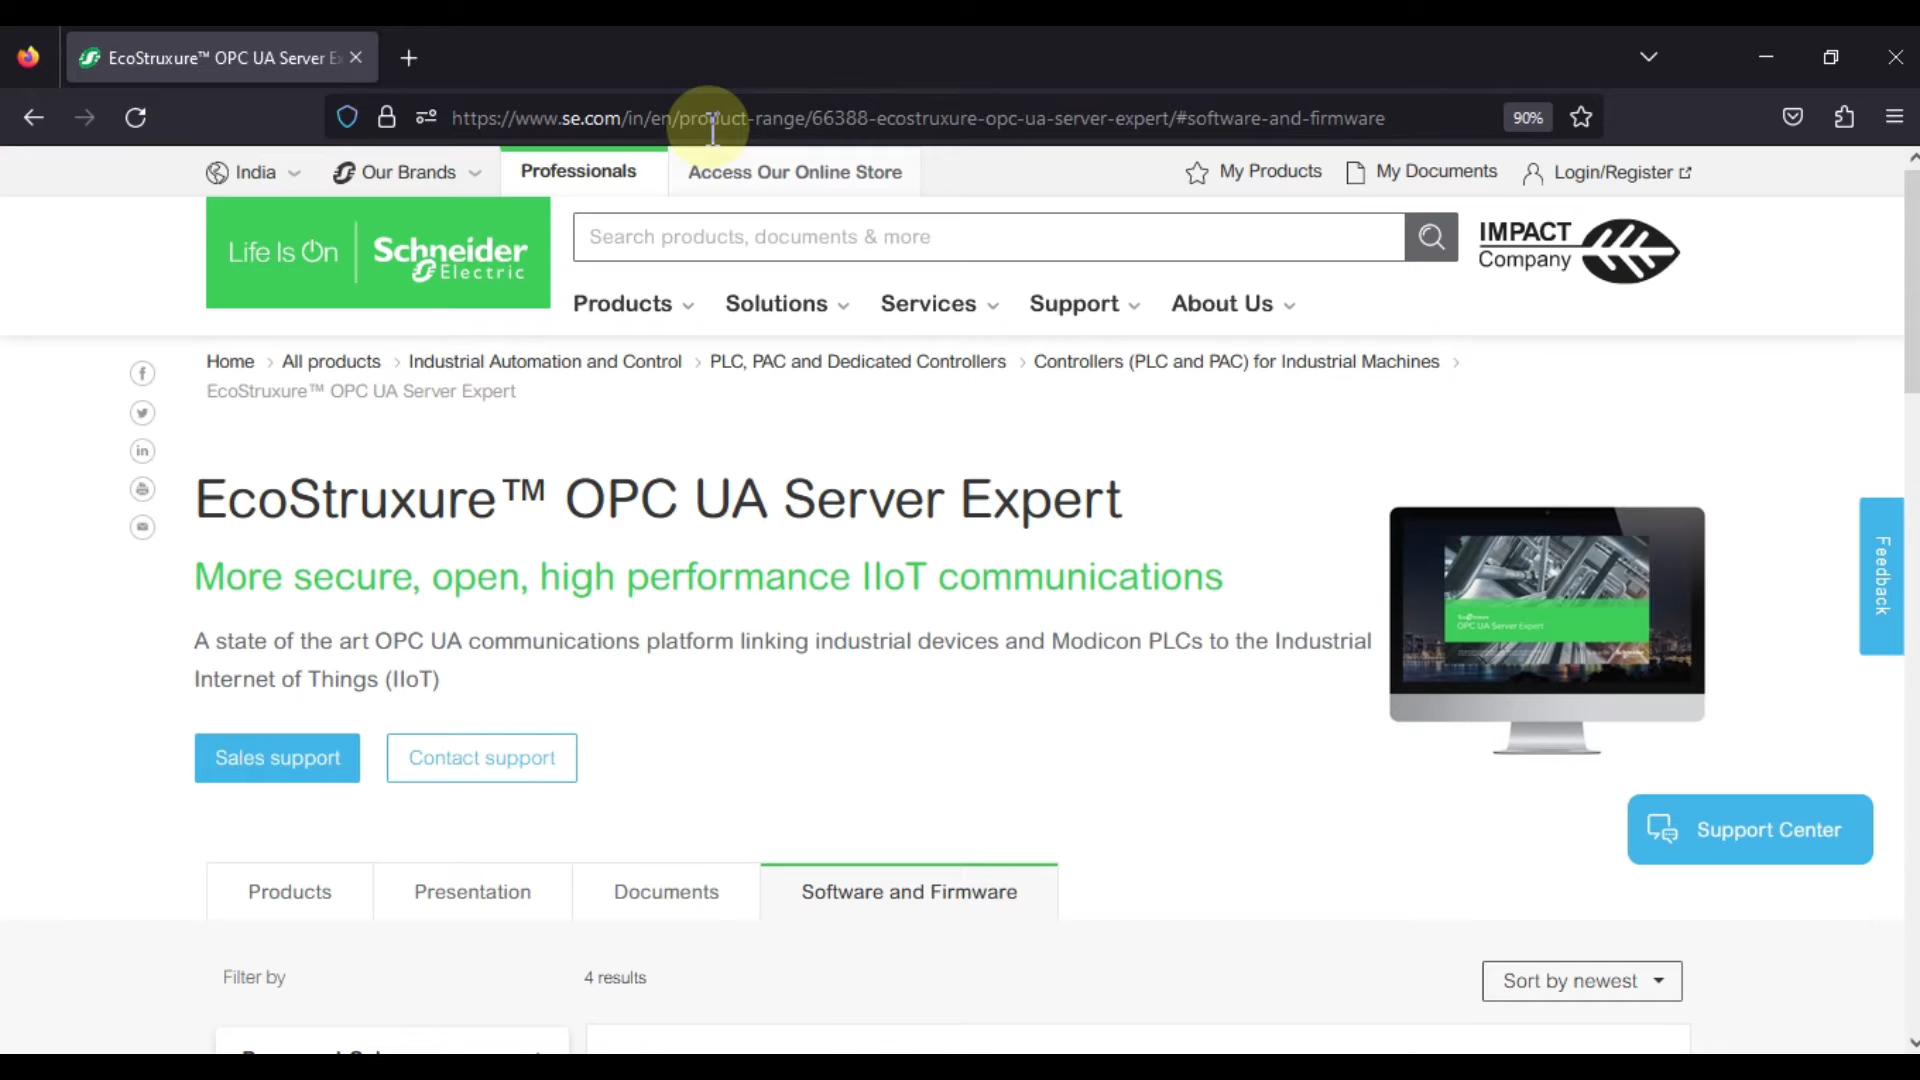 EcoStruxure™ OPC UA Server Ex
https://www.se.com/in/en/product-range/66388-ecostruxure-opc-ua-server-expert/#software-and-firmware
90%
India
Our Brands
Professionals
Access Our Online Store
My Products
My Documents
Login/Register
Life Is On
Schneider
Electric
Search products, documents & more
IMPACT
Company
Products
Solutions
Services
Support
About Us
Home > All products > Industrial Automation and Control > PLC, PAC and Dedicated Controllers > Controllers (PLC and PAC) for Industrial Machines >
EcoStruxure™ OPC UA Server Expert
EcoStruxure™ OPC UA Server Expert
More secure, open, high performance IIoT communications
A state of the art OPC UA communications platform linking industrial devices and Modicon PLCs to the Industrial
Internet of Things (IIoT)
OPC UA Server Expert
Feedback
Sales support
Contact support
Support Center
Products
Presentation
Documents
Software and Firmware
Filter by
4 results
Sort by newest